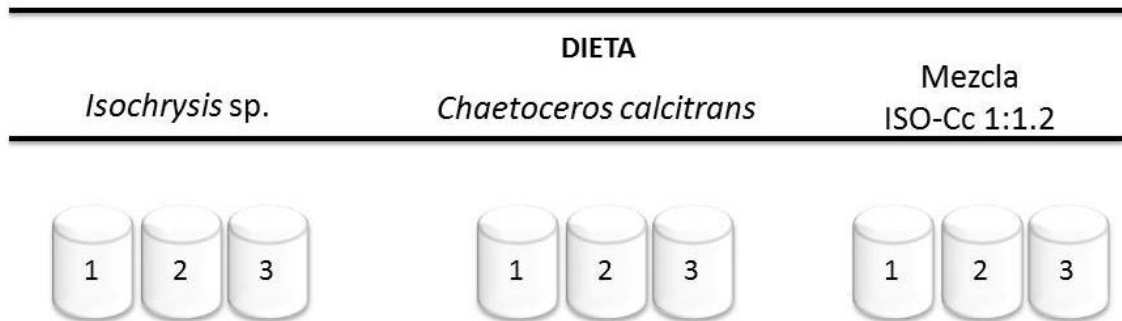 DIETA
Isochrysis sp.
Chaetoceros calcitrans
Mezcla
ISO-Cc 1:1.2
1 2 3
1 2 3
1 2 3